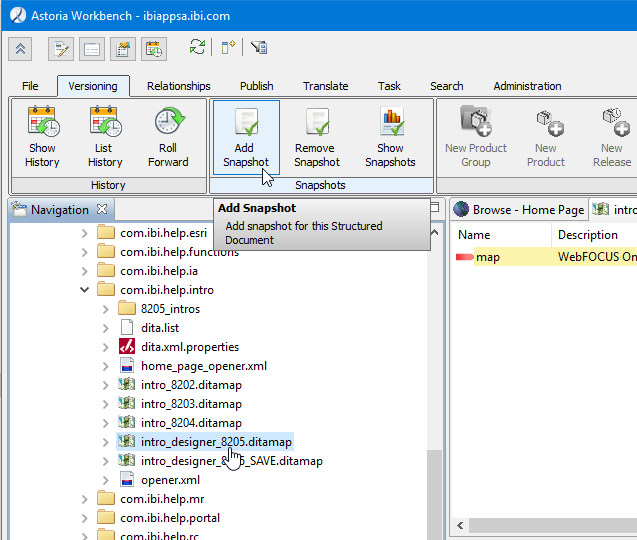 Astoria Workbench - ibiappsa.ibi.com
File Versioning Relationships Publish Translate Task Search Administration
Show History
List History
Roll Forward
Add Snapshot
Remove Snapshot
Show Snapshots
New Product Group
New Product
New Release
History
Snapshots
Navigation
Add Snapshot
Add snapshot for this Structured
Document
Browse - Home Page
intro
Name Description
map WebFOCUS On
com.ibi.help.esri
com.ibi.help.functions
com.ibi.help.ia
com.ibi.help.intro
8205_intros
dita.list
dita.xml.properties
home_page_opener.xml
intro_8202.ditamap
intro_8203.ditamap
intro_8204.ditamap
intro_designer_8205.ditamap
intro_designer_8205_SAVE.ditamap
opener.xml
com.ibi.help.mr
com.ibi.help.portal
com.ibi.help.rc